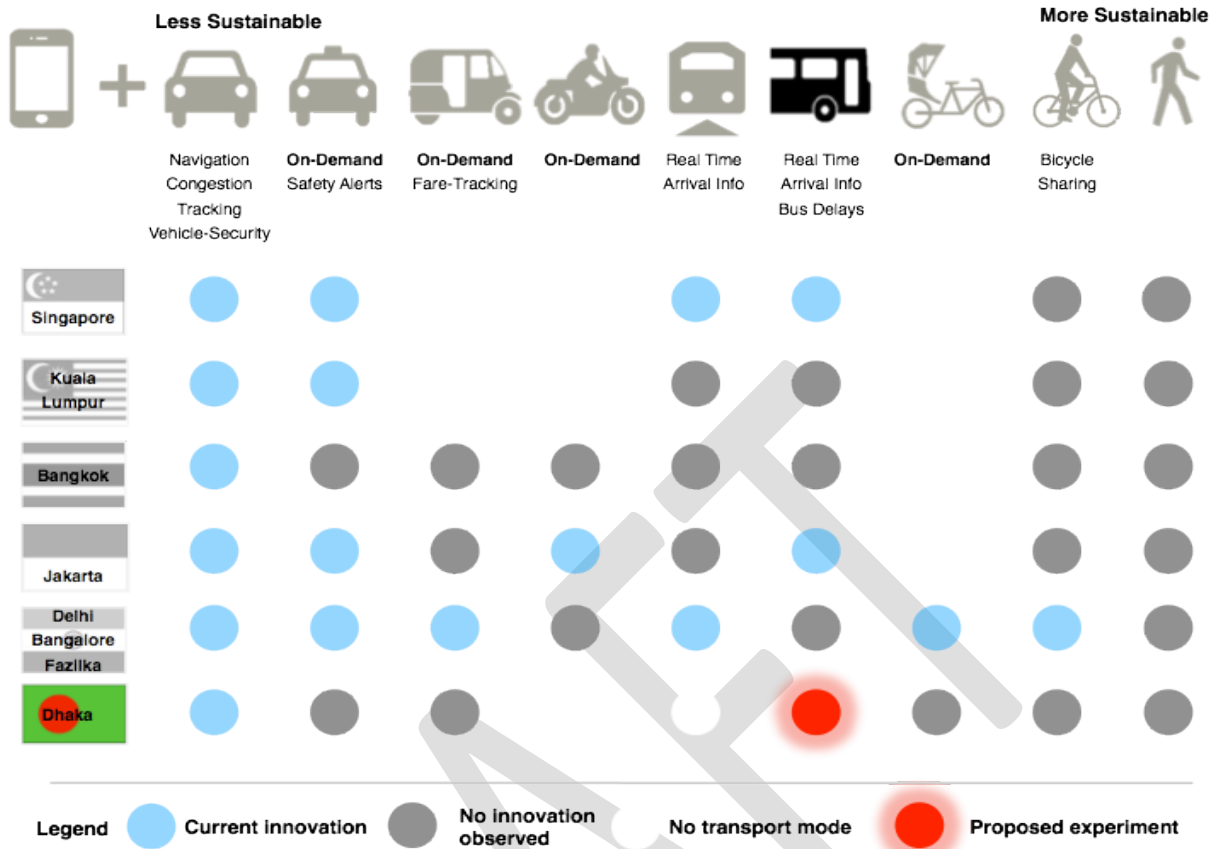 Less Sustainable
More Sustainable
Navigation
Congestion
Tracking
Vehicle-Security
On-Demand
Safety Alerts
On-Demand
Fare-Tracking
On-Demand
Real Time
Arrival Info
Real Time
Arrival Info
Bus Delays
On-Demand
Bicycle
Sharing
Singapore
Kuala
Lumpur
Bangkok
Jakarta
Delhi
Bangalore
Fazilka
Dhaka
Legend
Current innovation
No innovation
observed
No transport mode
Proposed experiment